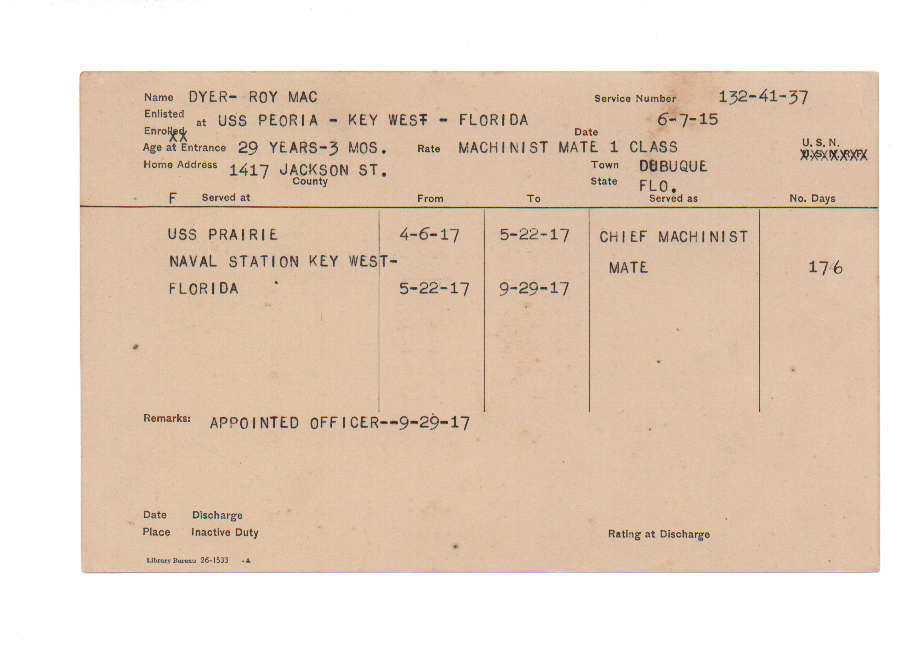 Name DYER- ROY MAC Service Number 132-41-37
Enlisted
Enrolled at USS PEORIA - KEY WEST - FLORIDA Date 6-7-15
Age at Entrance 29 YEARS-3 MOS. Rate MACHINIST MATE 1 CLASS U.S.N.
Home Address 1417 JACKSON ST. Town DUBUQUE
County State FLO.
F Served at From To Served as No. Days
USS PRAIRIE 4-6-17 5-22-17 CHIEF MACHINIST
NAVAL STATION KEY WEST- MATE 176
FLORIDA 5-22-17 9-29-17
Remarks: APPOINTED OFFICER--9-29-17
Date Discharge
Place Inactive Duty Rating at Discharge
Library Bureau 26-1533 -A